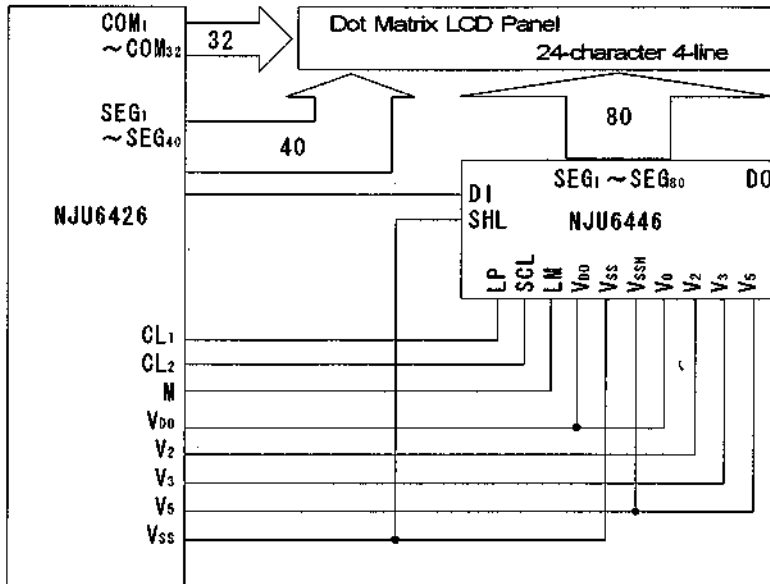 COM1
~COM32
32
Dot Matrix LCD Panel
24-character 4-line
SEG1
~SEG40
40
80
NJU6426
DI
SHL
SEG1 ~SEG80
DO
NJU6446
LP
SCL
LM
VDD
VSS
VSSH
V0
V2
V3
V5
CL1
CL2
M
VDD
V2
V3
V5
VSS